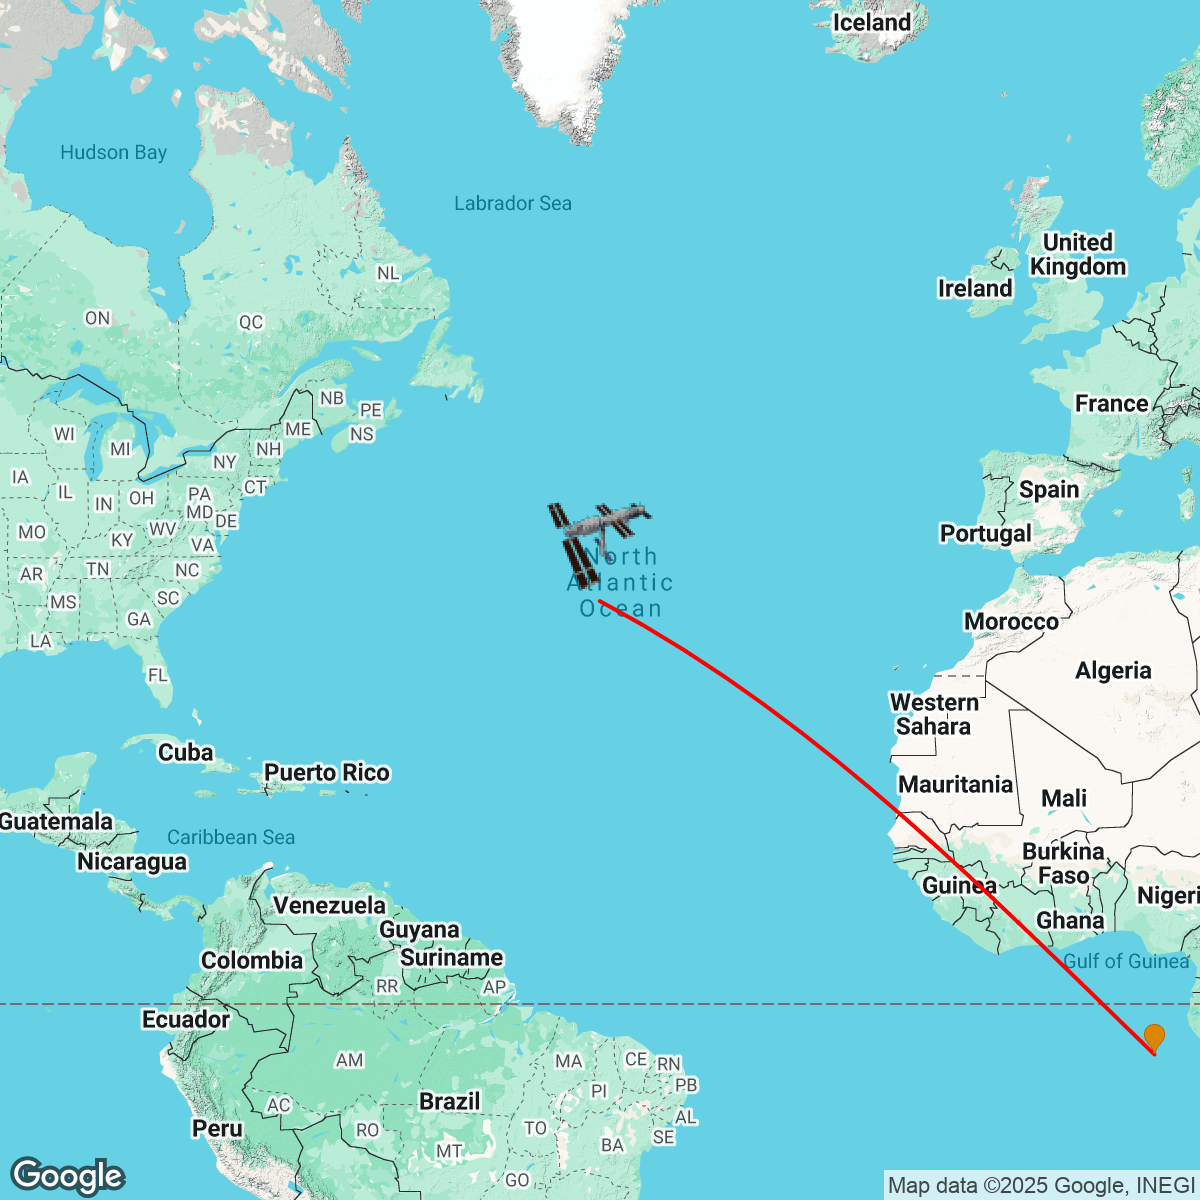 Iceland
Hudson Bay
Labrador Sea
United
Kingdom
Ireland
NL
ON
QC
NB
PE
France
ME
NS
WI
MI
NH
NY
IA
IL
IN
OH
PA
CT
Spain
MD
DE
MO
KY
WV
VA
Portugal
North
Atlantic
Ocean
AR
TN
NC
MS
SC
GA
LA
Morocco
FL
Algeria
Western
Sahara
Cuba
Puerto Rico
Mauritania
Mali
Guatemala
Caribbean Sea
Nicaragua
Burkina
Faso
Guinea
Nigeri
Venezuela
Ghana
Guyana
Suriname
Colombia
Gulf of Guinea
RR
AP
Ecuador
AM
MA
CE
RN
PI
PB
AC
Brazil
AL
Peru
RO
TO
SE
MT
BA
GO
Google
Map data ©2025 Google, INEGI